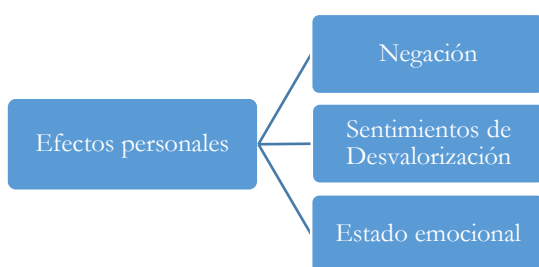 Efectos personales
Negación
Sentimientos de
Desvalorización
Estado emocional